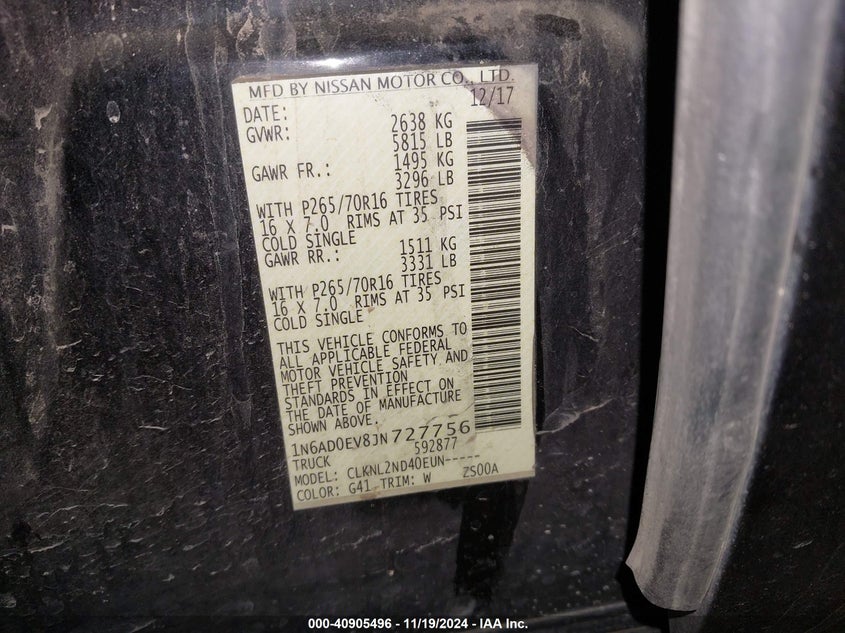 MFD BY NISSAN MOTOR CO., LTD.
DATE: 12/17
GVWR: 2638 KG
5815 LB
GAWR FR.: 1495 KG
3296 LB
WITH P265/70R16 TIRES
16 X 7.0 RIMS AT 35 PSI
COLD SINGLE
GAWR RR.: 1511 KG
3331 LB
WITH P265/70R16 TIRES
16 X 7.0 RIMS AT 35 PSI
COLD SINGLE
THIS VEHICLE CONFORMS TO
ALL APPLICABLE FEDERAL
MOTOR VEHICLE SAFETY AND
THEFT PREVENTION
STANDARDS IN EFFECT ON
THE DATE OF MANUFACTURE
SHOWN ABOVE.
1N6AD0EV8JN727756
TRUCK 592877
MODEL: CLKNL2ND40EUN-----
COLOR: G41 TRIM: W ZS00A
000-40905496 - 11/19/2024 - IAA Inc.